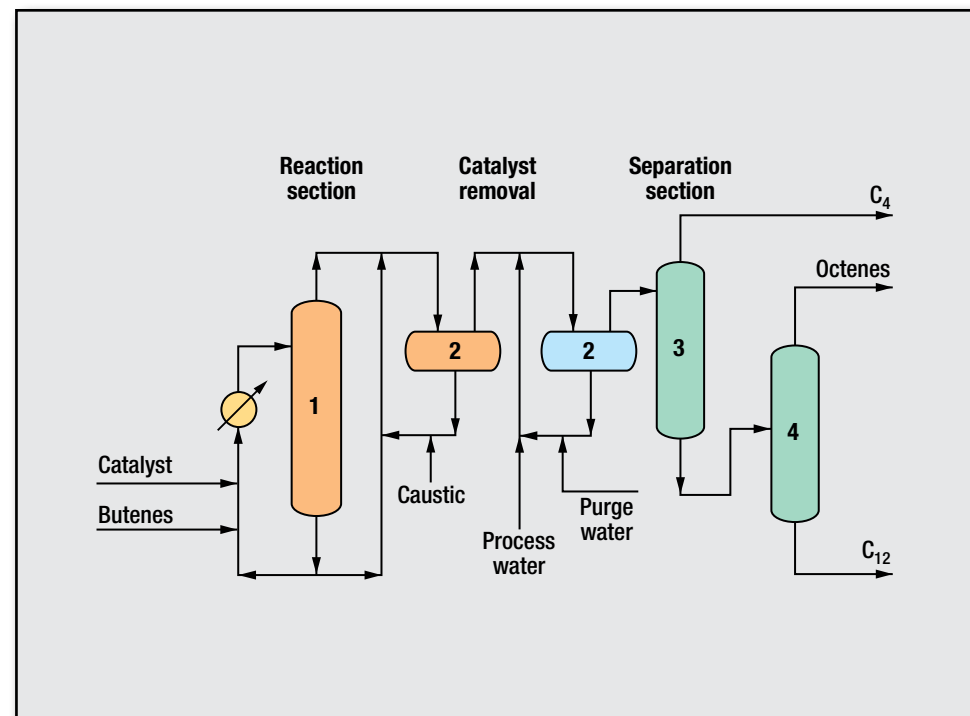 Reaction
section
Catalyst
removal
Separation
section
C₄
Octenes
1
2
2
3
4
Catalyst
Butenes
Caustic
Process
water
Purge
water
C₁₂